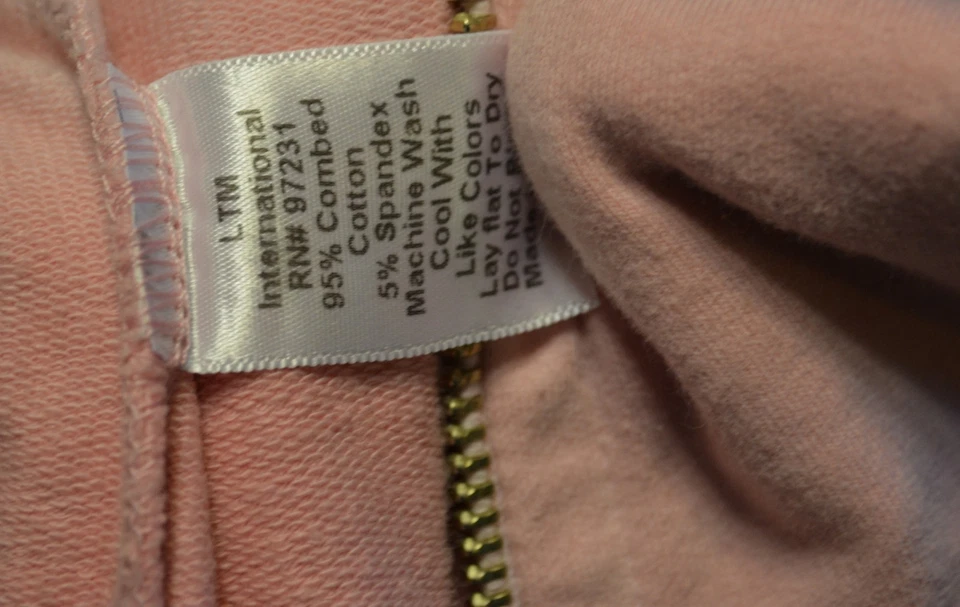 LTM
International
RN# 97231
95% Combed
Cotton
5% Spandex
Machine Wash
Cool With
Like Colors
Lay flat To Dry
Do Not
Made